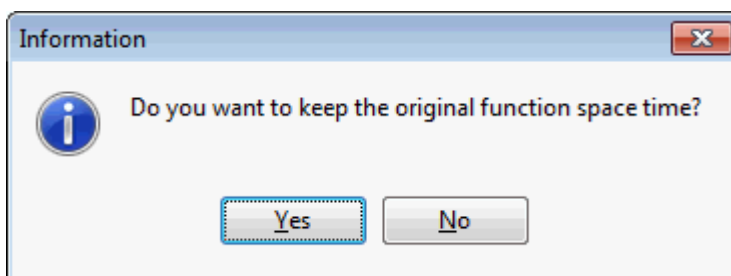 Information
Do you want to keep the original function space time?
Yes No